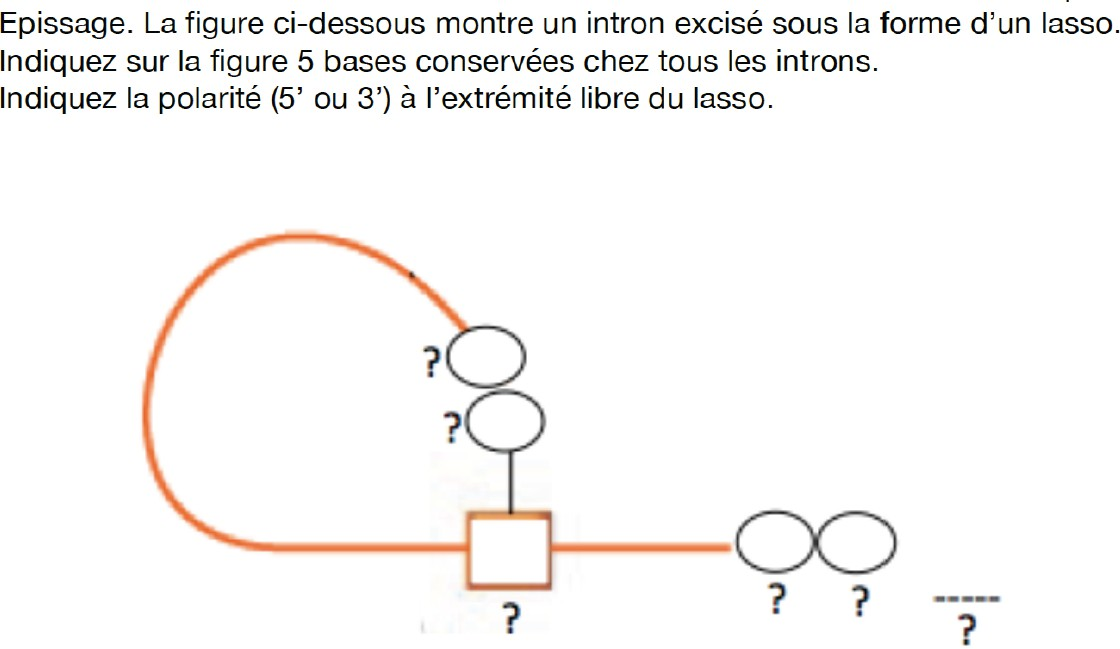 Epissage. La figure ci-dessous montre un intron excisé sous la forme d'un lasso.
Indiquez sur la figure 5 bases conservées chez tous les introns.
Indiquez la polarité (5' ou 3') à l'extrémité libre du lasso.
?
?
? ? ?
?